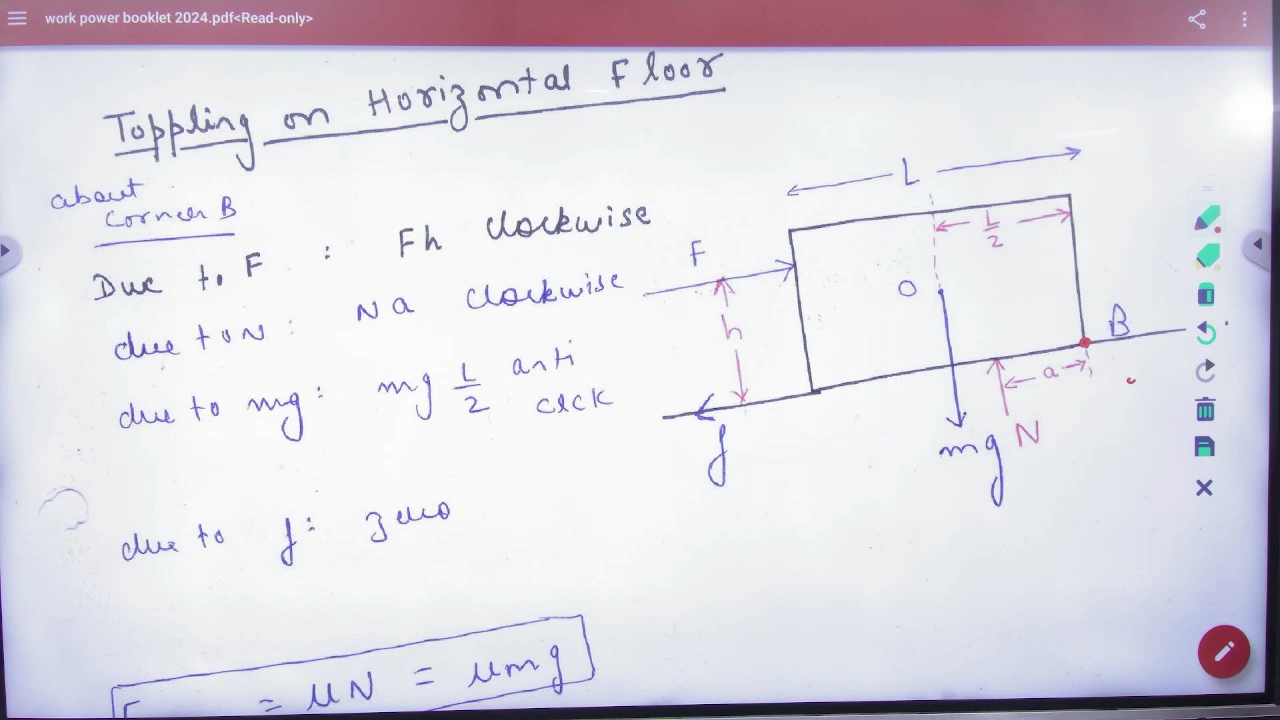 work power booklet 2024.pdf<Read-only>
Toppling on Horizontal Floor
about
corner B
Due to F : Fh clockwise
due to N : Na clockwise
due to mg : mg L/2 anti clck
due to f : zero
= μN = μmg
L
L/2
F
h
O
B
a
N
mg
f